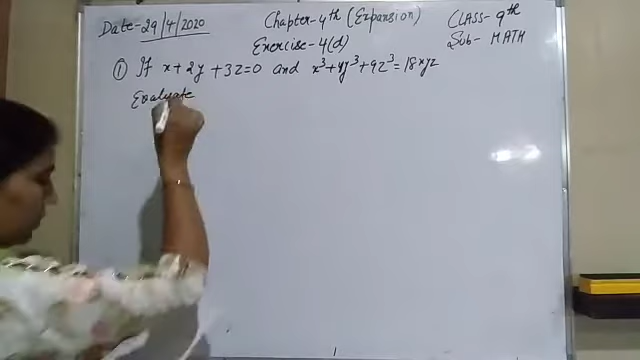 Date-29/4/2020 Chapter-4th (Expansion) CLASS-9th
Exercise-4(d) Sub- MATH
① If x+2y+3z=0 and x³+4y³+9z³=18xyz
Evaluate